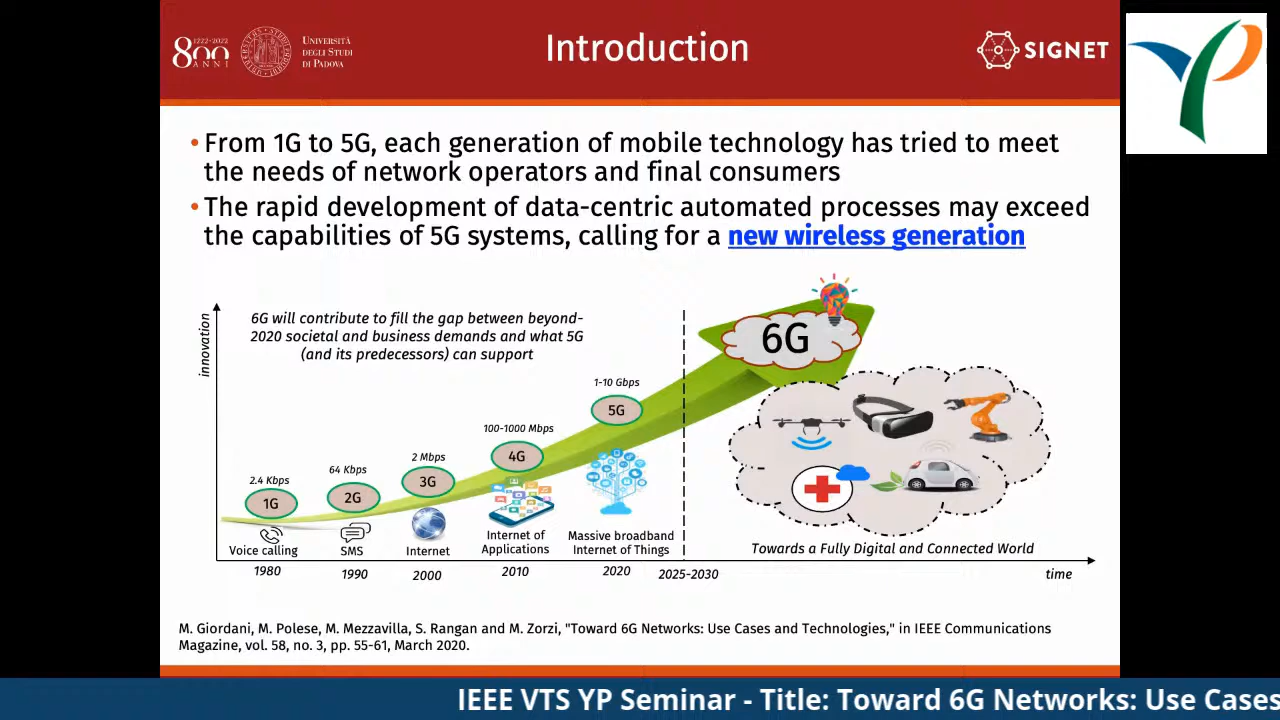 1222·2022
800
ANNI
UNIVERSITÀ
DEGLI STUDI
DI PADOVA
Introduction
SIGNET
• From 1G to 5G, each generation of mobile technology has tried to meet
the needs of network operators and final consumers
• The rapid development of data-centric automated processes may exceed
the capabilities of 5G systems, calling for a new wireless generation
innovation
6G will contribute to fill the gap between beyond-
2020 societal and business demands and what 5G
(and its predecessors) can support
6G
1-10 Gbps
5G
100-1000 Mbps
4G
2 Mbps
3G
64 Kbps
2G
2.4 Kbps
1G
Voice calling
SMS
Internet
Internet of
Applications
Massive broadband
Internet of Things
Towards a Fully Digital and Connected World
1980
1990
2000
2010
2020
2025-2030
time
M. Giordani, M. Polese, M. Mezzavilla, S. Rangan and M. Zorzi, "Toward 6G Networks: Use Cases and Technologies," in IEEE Communications
Magazine, vol. 58, no. 3, pp. 55-61, March 2020.
IEEE VTS YP Seminar - Title: Toward 6G Networks: Use Cases